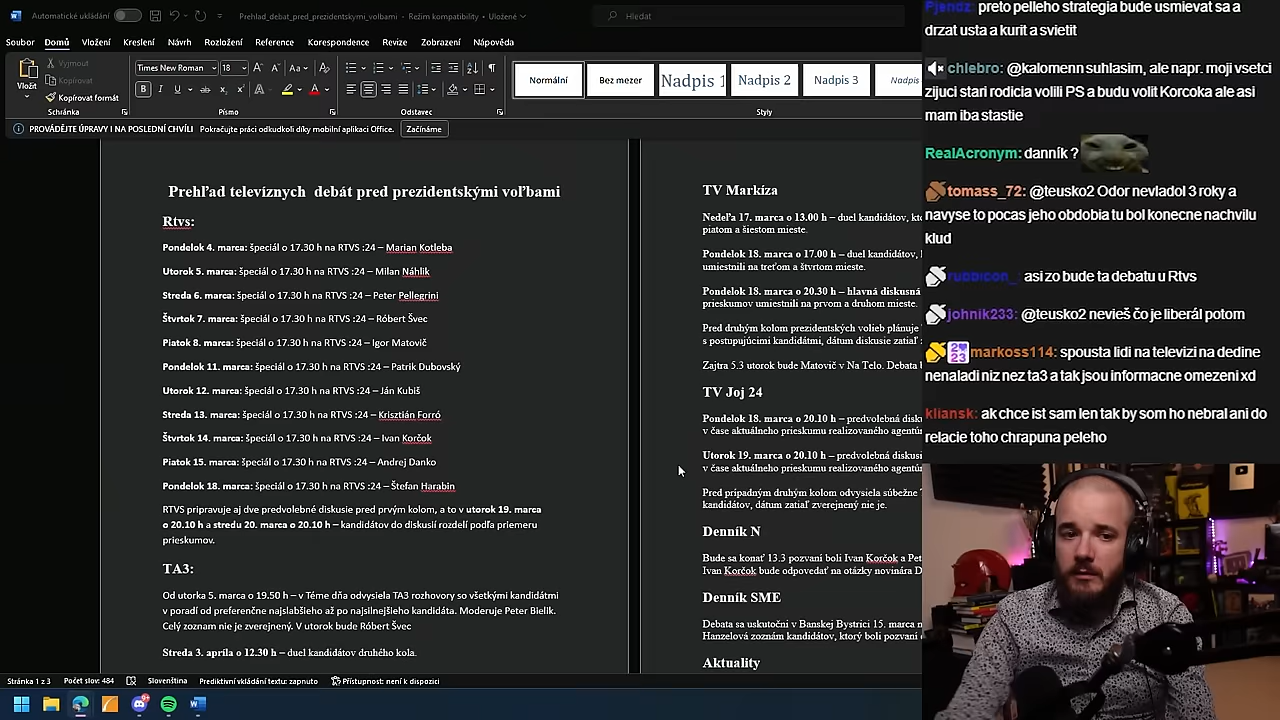 Automatické ukládání
Prehlad_debat_pred_prezidentskymi_volbami - Režim kompatibility • Uložené
Hledat
Soubor Domů Vložení Kreslení Návrh Rozložení Reference Korespondence Revize Zobrazení Nápověda
Vložit
Vyjmout
Kopírovat
Kopírovat formát
Times New Roman 18
Normální Bez mezer Nadpis 1 Nadpis 2 Nadpis 3 Nadpis
Schránka Písmo Odstavec Styly
PROVÁDĚJTE ÚPRAVY I NA POSLEDNÍ CHVÍLI Pokračujte práci odkudkoli díky mobilní aplikaci Office. Začínáme
Prehľad televíznych debát pred prezidentskými voľbami
Rtvs:
Pondelok 4. marca: špeciál o 17.30 h na RTVS :24 – Marian Kotleba
Utorok 5. marca: špeciál o 17.30 h na RTVS :24 – Milan Náhlik
Streda 6. marca: špeciál o 17.30 h na RTVS :24 – Peter Pellegrini
Štvrtok 7. marca: špeciál o 17.30 h na RTVS :24 – Róbert Švec
Piatok 8. marca: špeciál o 17.30 h na RTVS :24 – Igor Matovič
Pondelok 11. marca: špeciál o 17.30 h na RTVS :24 – Patrik Dubovský
Utorok 12. marca: špeciál o 17.30 h na RTVS :24 – Ján Kubiš
Streda 13. marca: špeciál o 17.30 h na RTVS :24 – Krisztián Forró
Štvrtok 14. marca: špeciál o 17.30 h na RTVS :24 – Ivan Korčok
Piatok 15. marca: špeciál o 17.30 h na RTVS :24 – Andrej Danko
Pondelok 18. marca: špeciál o 17.30 h na RTVS :24 – Štefan Harabin
RTVS pripravuje aj dve predvolebné diskusie pred prvým kolom, a to v utorok 19. marca
o 20.10 h a stredu 20. marca o 20.10 h – kandidátov do diskusií rozdelí podľa priemeru
prieskumov.
TA3:
Od utorka 5. marca o 19.50 h – v Téme dňa odvysiela TA3 rozhovory so všetkými kandidátmi
v poradí od preferenčne najslabšieho až po najsilnejšieho kandidáta. Moderuje Peter Bielik.
Celý zoznam nie je zverejnený. V utorok bude Róbert Švec
Streda 3. apríla o 12.30 h – duel kandidátov druhého kola.
TV Markíza
Nedeľa 17. marca o 13.00 h – duel kandidátov, kto
piatom a šiestom mieste.
Pondelok 18. marca o 17.00 h – duel kandidátov,
umiestnili na treťom a štvrtom mieste.
Pondelok 18. marca o 20.30 h – hlavná diskusná
prieskumov umiestnili na prvom a druhom mieste.
Pred druhým kolom prezidentských volieb plánuje
s postupujúcimi kandidátmi, dátum diskusie zatiaľ
Zajtra 5.3 utorok bude Matovič v Na Telo. Debata
TV Joj 24
Pondelok 18. marca o 20.10 h – predvolebná disk
v čase aktuálneho prieskumu realizovaného agentúr
Utorok 19. marca o 20.10 h – predvolebná diskusi
v čase aktuálneho prieskumu realizovaného agentúr
Pred prípadným druhým kolom odvysiela súbežne
kandidátov, dátum zatiaľ zverejnený nie je.
Denník N
Bude sa konať 13.3 pozvani boli Ivan Korčok a Pet
Ivan Korčok bude odpovedať na otázky novinára D
Denník SME
Debata sa uskutoční v Banskej Bystrici 15. marca
Hanzelová zoznám kandidátov, ktorý boli pozvaní
Aktuality
Stránka 1 z 3 Počet slov: 484 Slovenština Prediktivní vkládání textu: zapnuto Přístupnost: není k dispozici
Pjendz: preto pelleho strategia bude usmievat sa a
drzat usta a kurit a svietit
chlebro: @kalomenn suhlasim, ale napr. moji vsetci
zijuci stari rodicia volili PS a budu volit Korcoka ale asi
mam iba stastie
RealAcronym: danník ?
tomass_72: @teusko2 Odor nevladol 3 roky a
navyse to pocas jeho obdobia tu bol konecne nachvilu
klud
rubbicon_: asi zo bude ta debatu u Rtvs
johnik233: @teusko2 nevieš čo je liberál potom
markoss114: spousta lidi na televizi na dedine
nenaladi niz nez ta3 a tak jsou informacne omezeni xd
kliansk: ak chce ist sam len tak by som ho nebral ani do
relacie toho chrapuna peleho